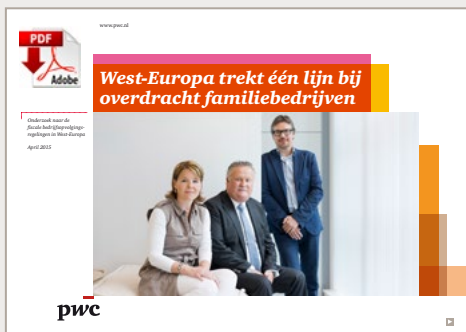 www.pwc.nl
PDF
Adobe
West-Europa trekt één lijn bij
overdracht familiebedrijven
Onderzoek naar de
fiscale bedrijfsopvolgings-
regelingen in West-Europa
April 2015
pwc